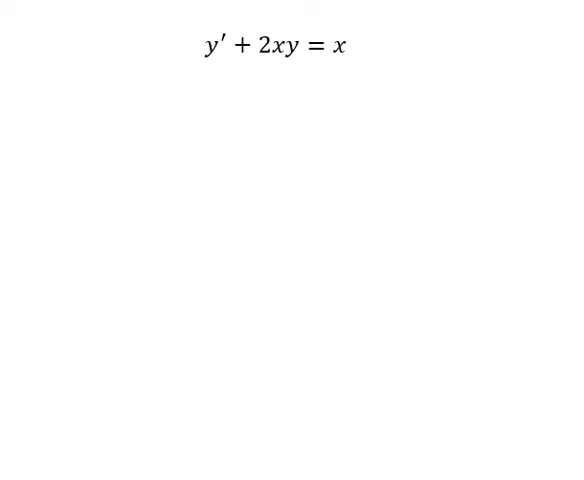 y′ + 2xy = x